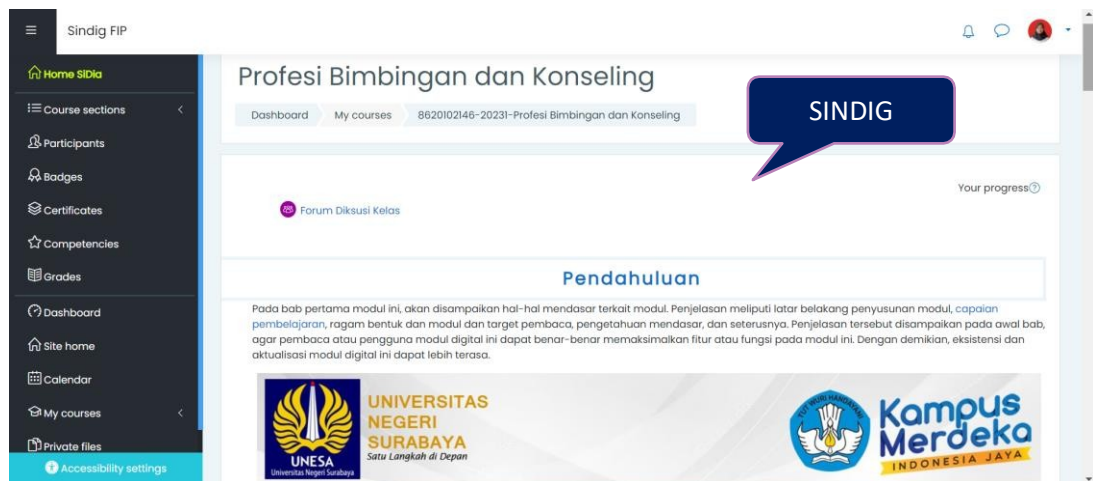 Sindig FIP
Home SIDia
Course sections
Participants
Badges
Certificates
Competencies
Grades
Dashboard
Site home
Calendar
My courses
Private files
Accessibility settings
Profesi Bimbingan dan Konseling
Dashboard My courses 8620102146-20231-Profesi Bimbingan dan Konseling
SINDIG
Your progress
Forum Diksusi Kelas
Pendahuluan
Pada bab pertama modul ini, akan disampaikan hal-hal mendasar terkait modul. Penjelasan meliputi latar belakang penyusunan modul, capaian
pembelajaran, ragam bentuk dan modul dan target pembaca, pengetahuan mendasar, dan seterusnya. Penjelasan tersebut disampaikan pada awal bab,
agar pembaca atau pengguna modul digital ini dapat benar-benar memaksimalkan fitur atau fungsi pada modul ini. Dengan demikian, eksistensi dan
aktualisasi modul digital ini dapat lebih terasa.
UNESA
Universitas Negeri Surabaya
UNIVERSITAS
NEGERI
SURABAYA
Satu Langkah di Depan
TUT WURI HANDAYANI
Kampus
Merdeka
INDONESIA JAYA